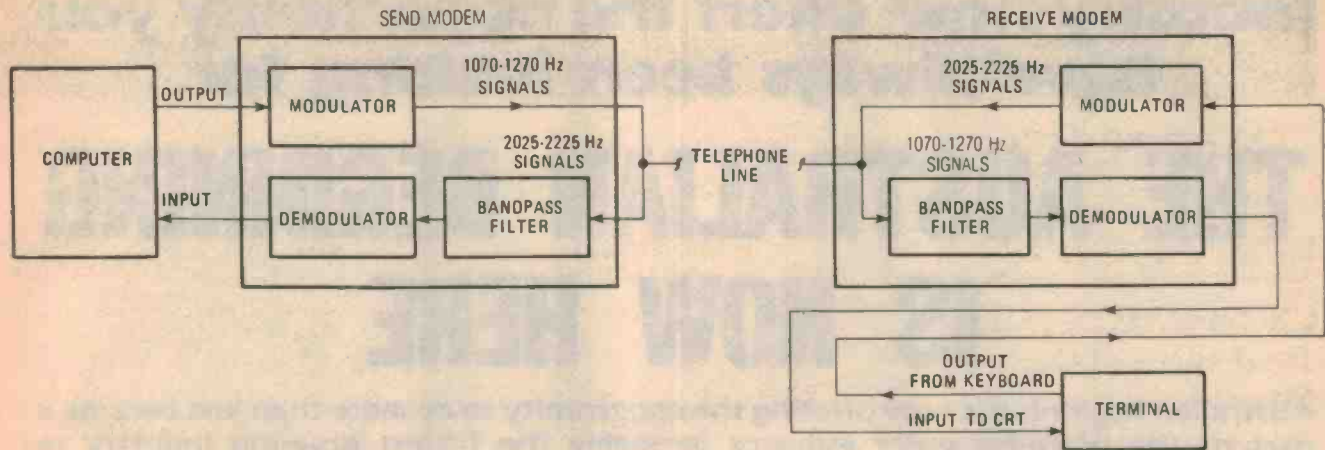 SEND MODEM
RECEIVE MODEM
COMPUTER
OUTPUT
INPUT
MODULATOR
1070-1270 Hz
SIGNALS
2025-2225 Hz
SIGNALS
DEMODULATOR
BANDPASS
FILTER
TELEPHONE
LINE
2025-2225 Hz
SIGNALS
MODULATOR
1070-1270 Hz
SIGNALS
BANDPASS
FILTER
DEMODULATOR
OUTPUT
FROM KEYBOARD
INPUT TO CRT
TERMINAL